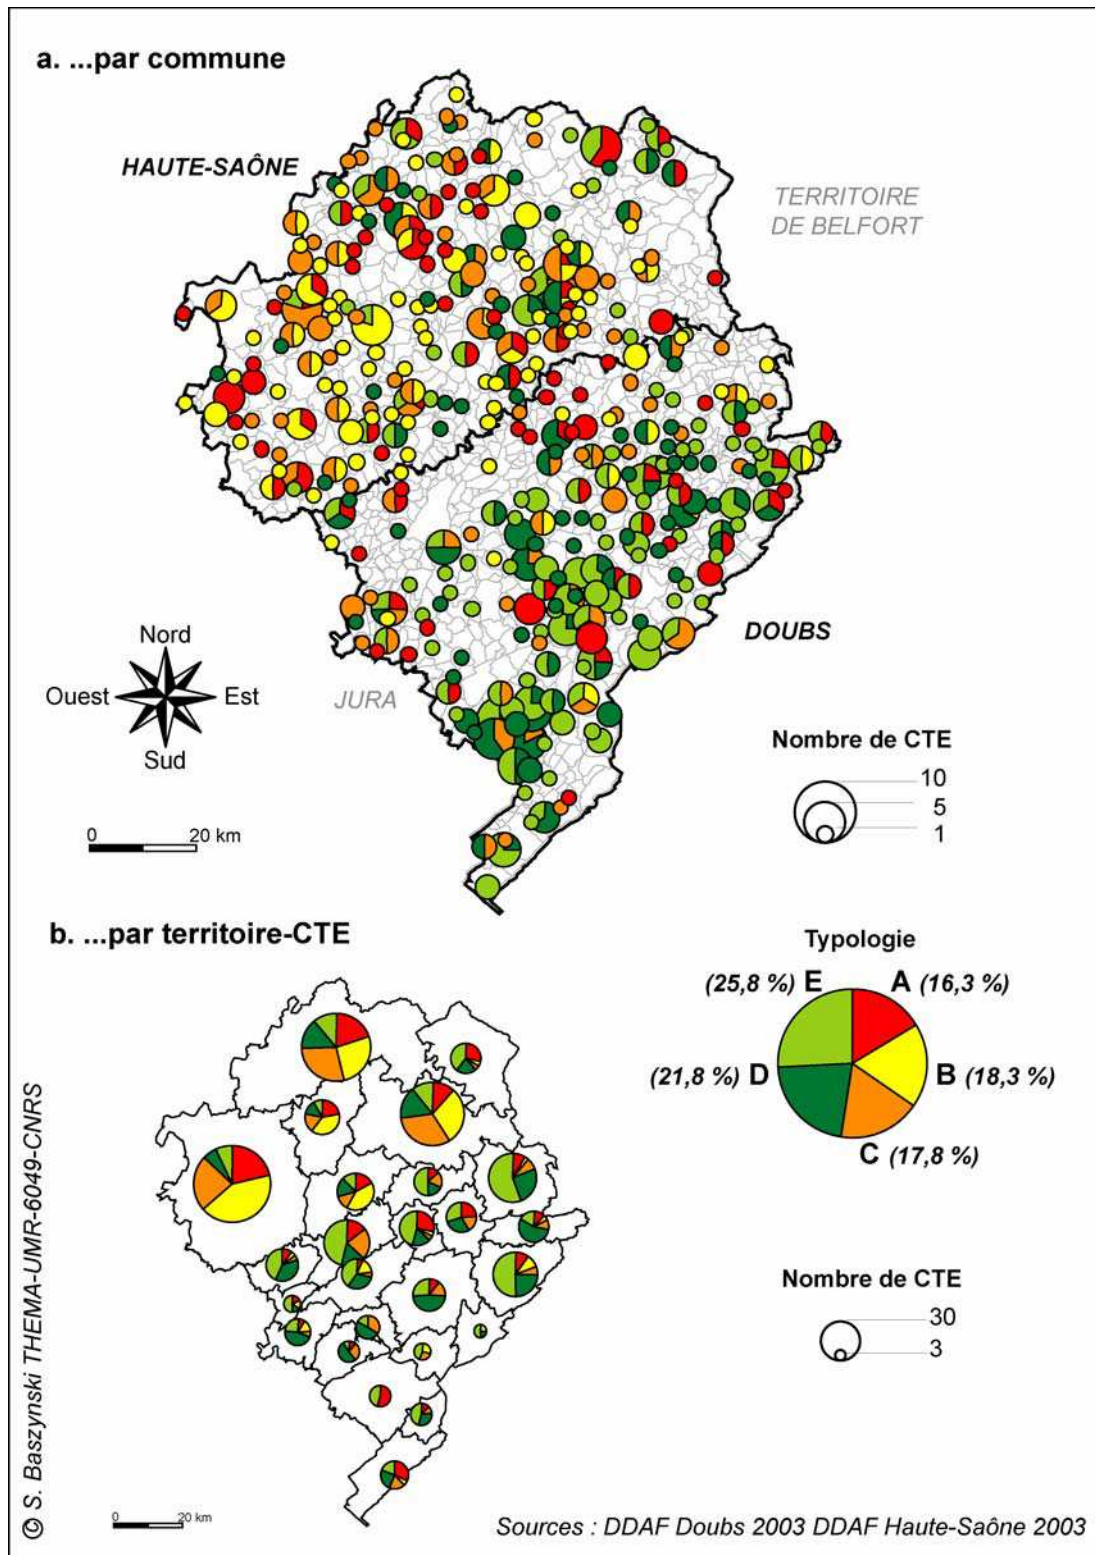 a. ...par commune
HAUTE-SAÔNE
TERRITOIRE
DE BELFORT
DOUBS
JURA
Nord
Ouest
Est
Sud
0 20 km
Nombre de CTE
10
5
1
b. ...par territoire-CTE
Typologie
(25,8 %) E
A (16,3 %)
(21,8 %) D
B (18,3 %)
C (17,8 %)
Nombre de CTE
30
3
0 20 km
© S. Baszynski THEMA-UMR-6049-CNRS
Sources : DDAF Doubs 2003 DDAF Haute-Saône 2003